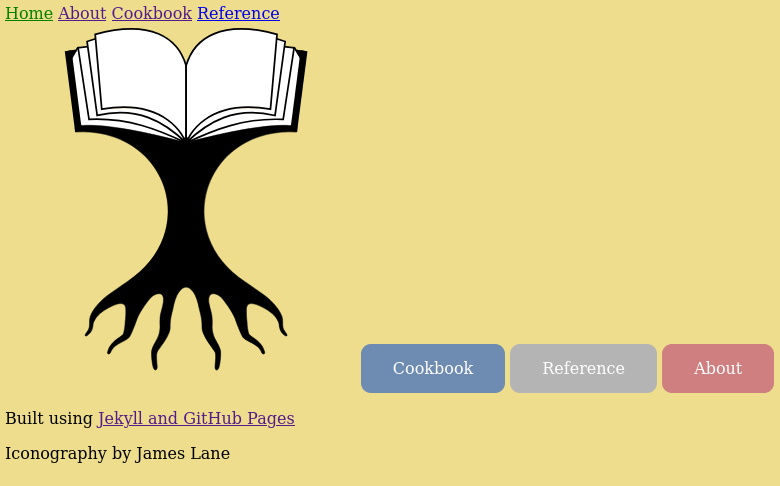 Home About Cookbook Reference
Cookbook Reference About
Built using Jekyll and GitHub Pages
Iconography by James Lane